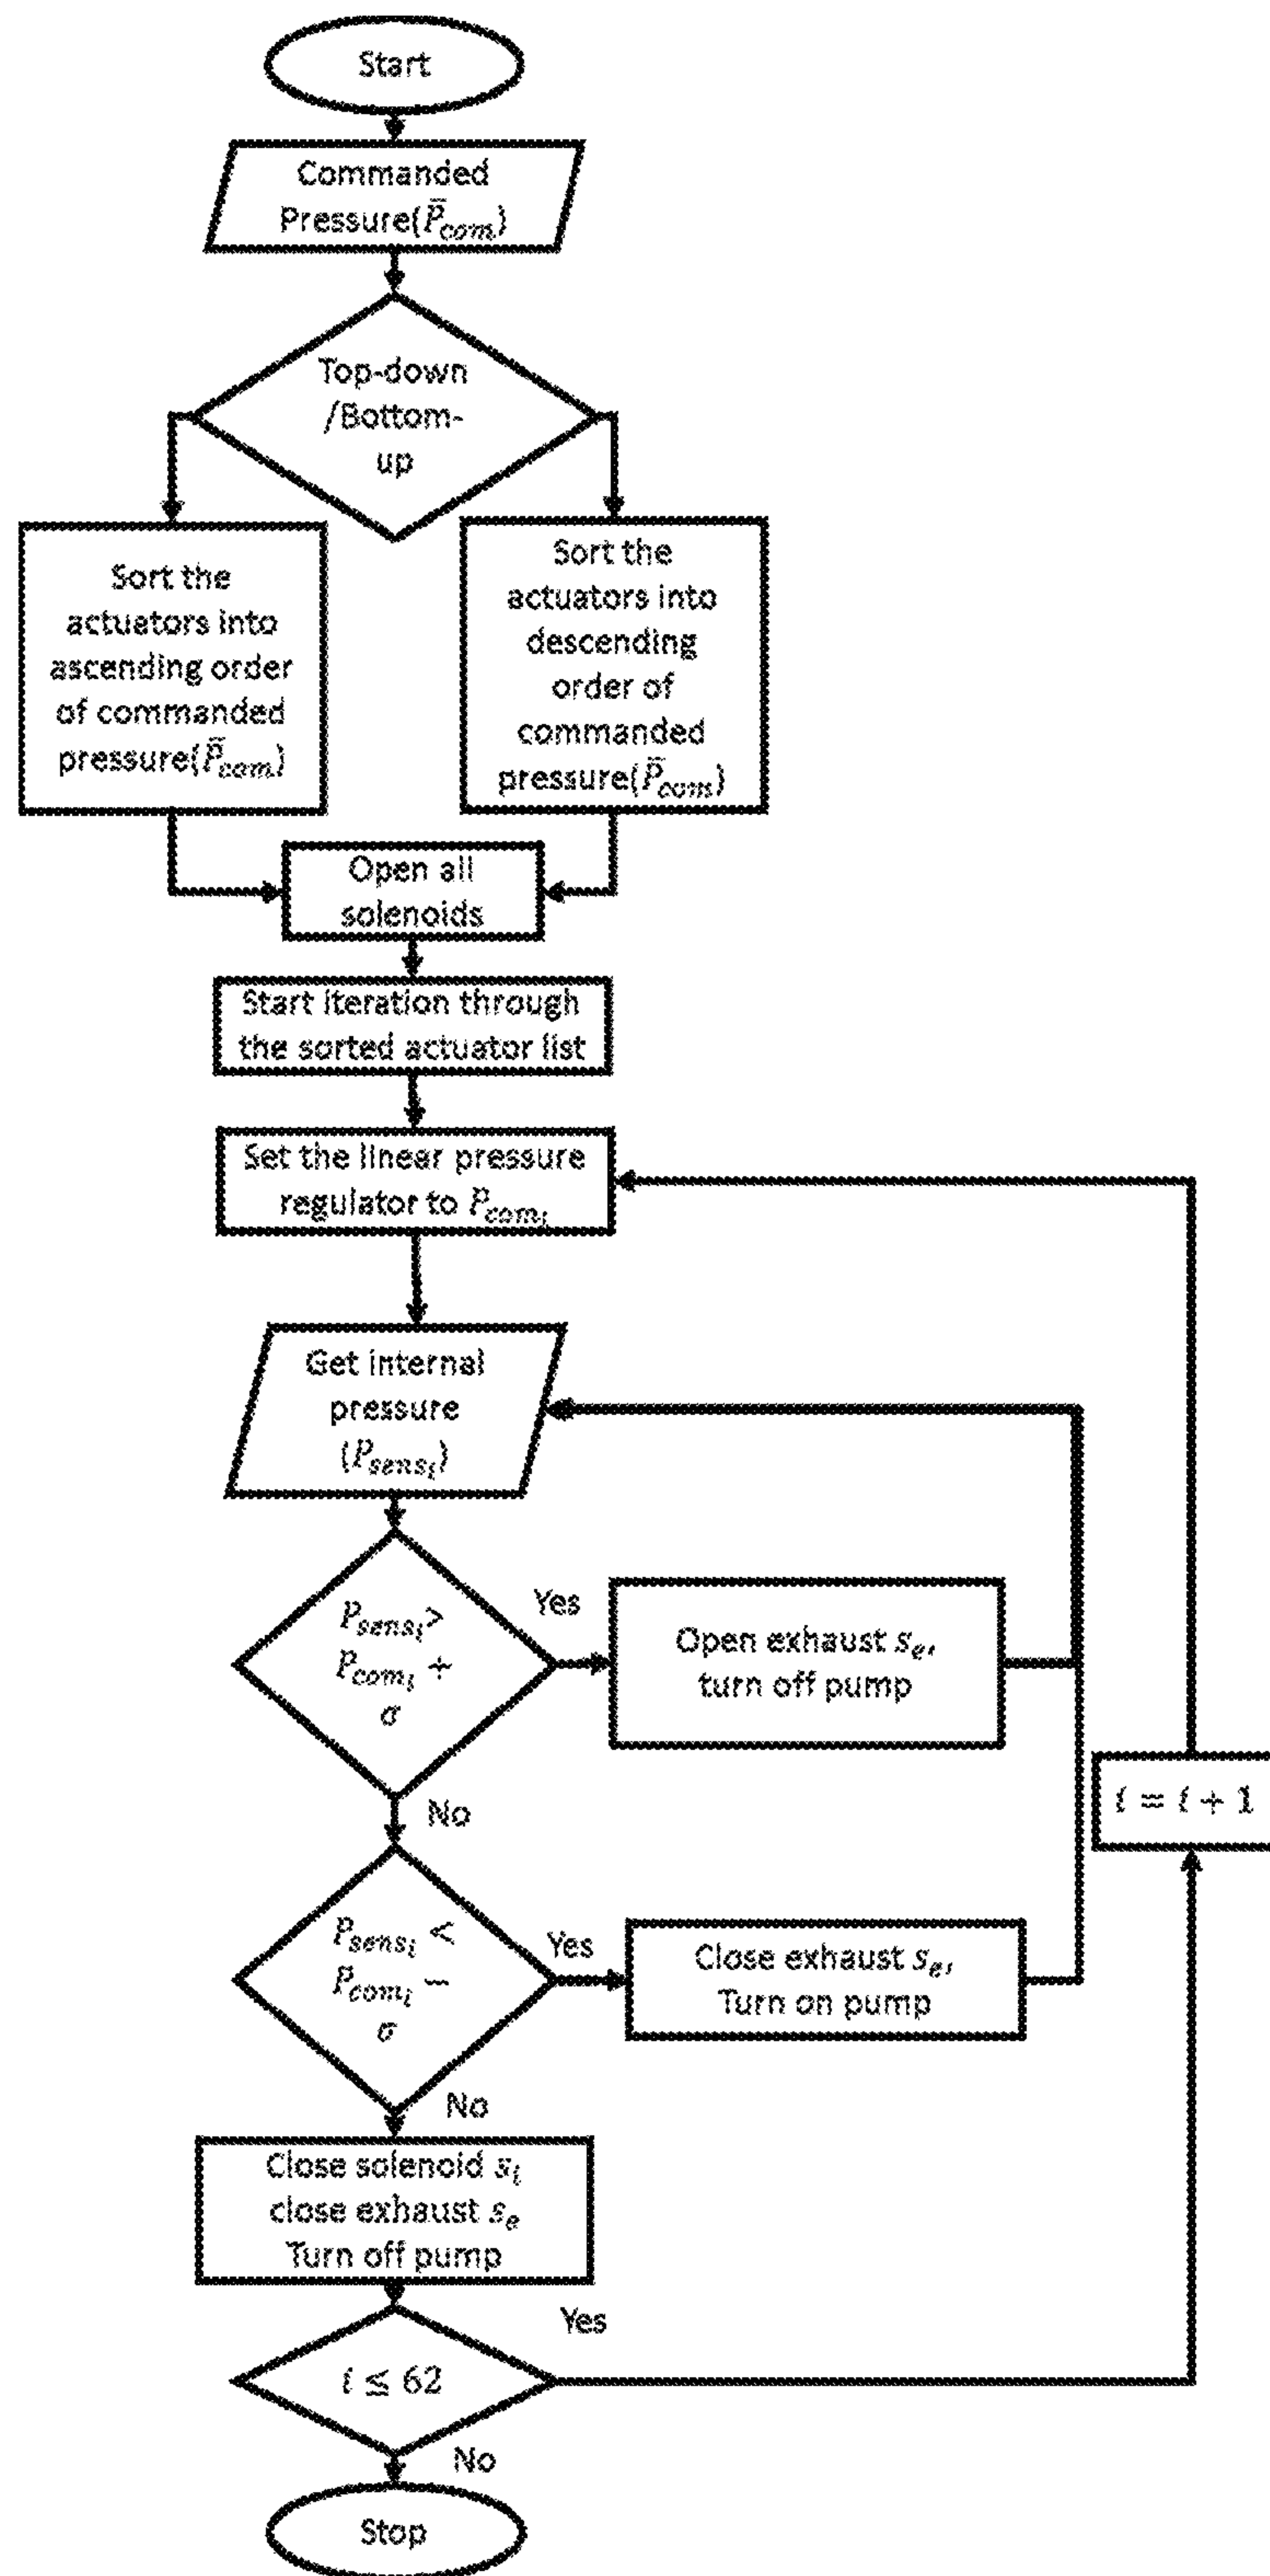 Start
Commanded
Pressure(P̄com)
Top-down
/Bottom-
up
Sort the
actuators into
ascending order
of commanded
pressure(P̄com)
Sort the
actuators into
descending
order of
commanded
pressure(P̄com)
Open all
solenoids
Start iteration through
the sorted actuator list
Set the linear pressure
regulator to Pcomi
Get internal
pressure
(Psensi)
Psensi>
Pcomi +
σ
Yes
Open exhaust se,
turn off pump
No
i = i + 1
Psensi <
Pcomi −
σ
Yes
Close exhaust se,
Turn on pump
No
Close solenoid si
close exhaust se
Turn off pump
Yes
i ≤ 62
No
Stop